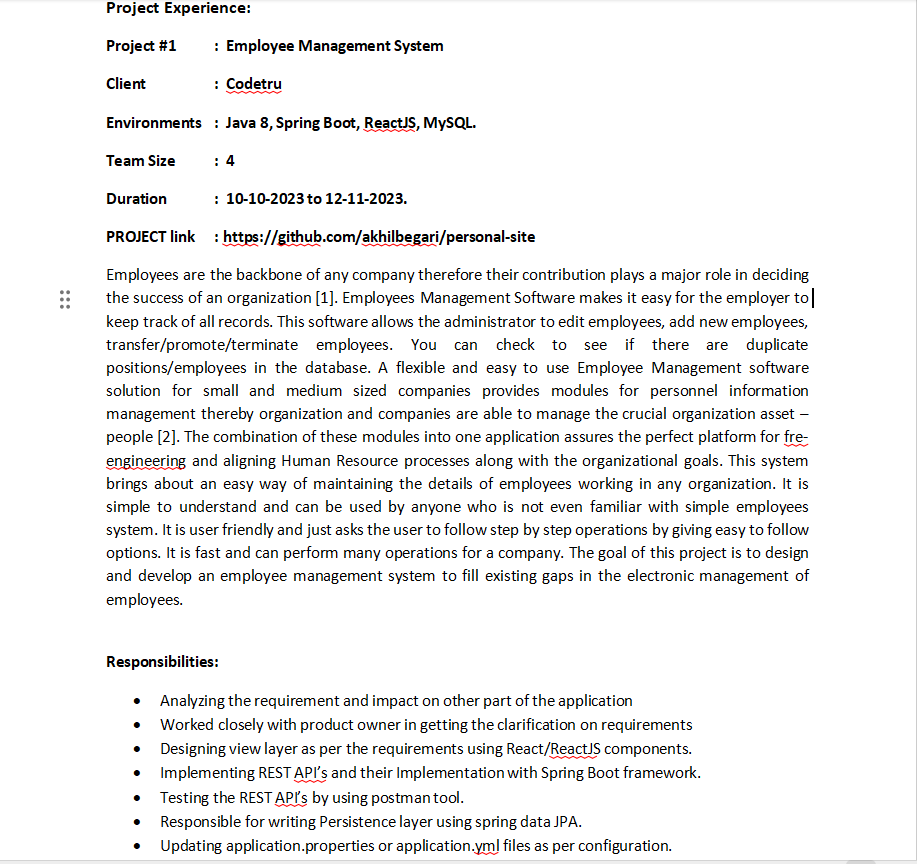 Project Experience:
Project #1 : Employee Management System
Client : Codetru
Environments : Java 8, Spring Boot, ReactJS, MySQL.
Team Size : 4
Duration : 10-10-2023 to 12-11-2023.
PROJECT link : https://github.com/akhilbegari/personal-site
Employees are the backbone of any company therefore their contribution plays a major role in deciding
the success of an organization [1]. Employees Management Software makes it easy for the employer to
keep track of all records. This software allows the administrator to edit employees, add new employees,
transfer/promote/terminate employees. You can check to see if there are duplicate
positions/employees in the database. A flexible and easy to use Employee Management software
solution for small and medium sized companies provides modules for personnel information
management thereby organization and companies are able to manage the crucial organization asset –
people [2]. The combination of these modules into one application assures the perfect platform for fre-
engineering and aligning Human Resource processes along with the organizational goals. This system
brings about an easy way of maintaining the details of employees working in any organization. It is
simple to understand and can be used by anyone who is not even familiar with simple employees
system. It is user friendly and just asks the user to follow step by step operations by giving easy to follow
options. It is fast and can perform many operations for a company. The goal of this project is to design
and develop an employee management system to fill existing gaps in the electronic management of
employees.
Responsibilities:
• Analyzing the requirement and impact on other part of the application
• Worked closely with product owner in getting the clarification on requirements
• Designing view layer as per the requirements using React/ReactJS components.
• Implementing REST API's and their Implementation with Spring Boot framework.
• Testing the REST API's by using postman tool.
• Responsible for writing Persistence layer using spring data JPA.
• Updating application.properties or application.yml files as per configuration.